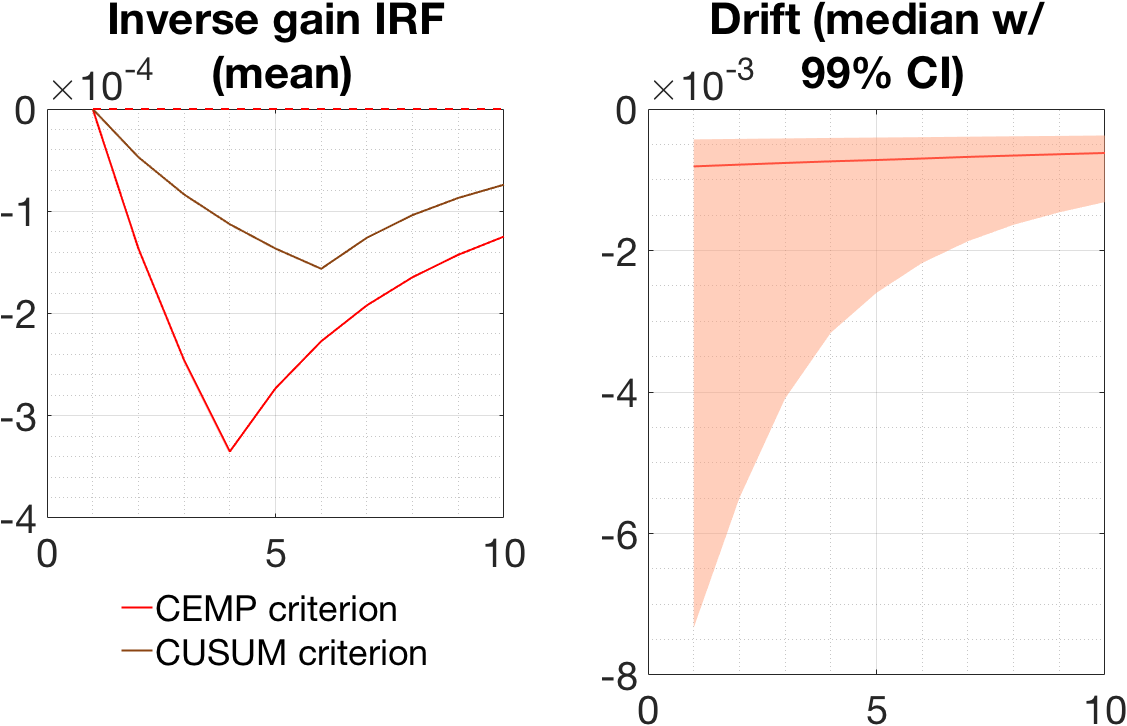 Inverse gain IRF
(mean)
×10-4
0
-1
-2
-3
-4
0 5 10
CEMP criterion
CUSUM criterion
Drift (median w/
99% CI)
×10-3
0
-2
-4
-6
-8
0 5 10